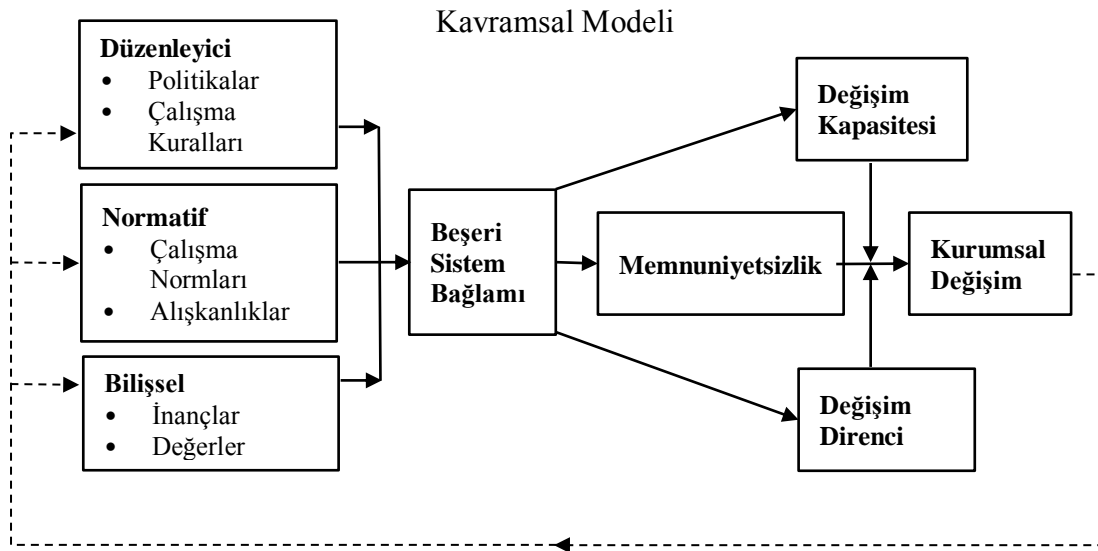 Kavramsal Modeli
Düzenleyici
• Politikalar
• Çalışma
Kuralları
Normatif
• Çalışma
Normları
• Alışkanlıklar
Bilişsel
• İnançlar
• Değerler
Beşeri
Sistem
Bağlamı
Değişim
Kapasitesi
Memnuniyetsizlik
Değişim
Direnci
Kurumsal
Değişim